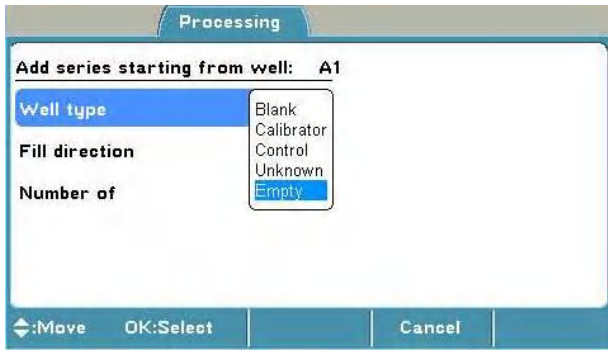 Processing
Add series starting from well: A1
Well type
Blank
Calibrator
Control
Unknown
Empty
Fill direction
Number of
:Move OK:Select Cancel